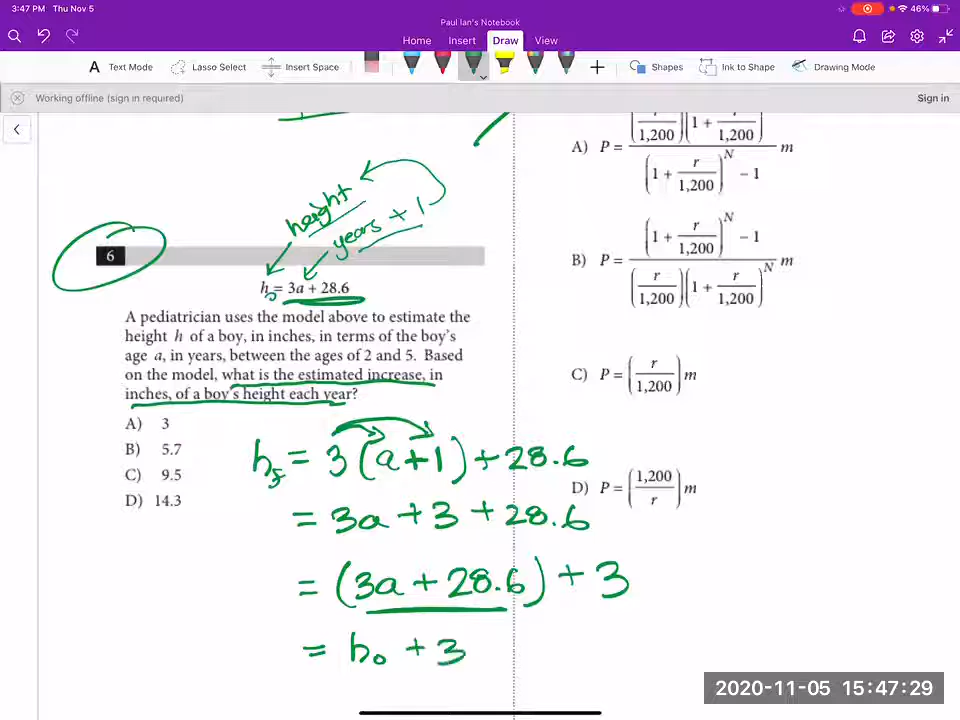 3:47 PM Thu Nov 5
46%
Paul Ian's Notebook
Home Insert Draw View
A Text Mode Lasso Select Insert Space Shapes Ink to Shape Drawing Mode
Working offline (sign in required) Sign in
height
years + 1
6
h₀ = 3a + 28.6
A pediatrician uses the model above to estimate the
height h of a boy, in inches, in terms of the boy's
age a, in years, between the ages of 2 and 5. Based
on the model, what is the estimated increase, in
inches, of a boy's height each year?
A) 3
B) 5.7
C) 9.5
D) 14.3
h_f = 3(a+1) + 28.6
= 3a + 3 + 28.6
= (3a + 28.6) + 3
= h₀ + 3
A) P = (r/1,200)(1 + r/1,200) / (1 + r/1,200)^N − 1 m
B) P = (1 + r/1,200)^N − 1 / (r/1,200)(1 + r/1,200)^N m
C) P = (r/1,200) m
D) P = (1,200/r) m
2020-11-05 15:47:29